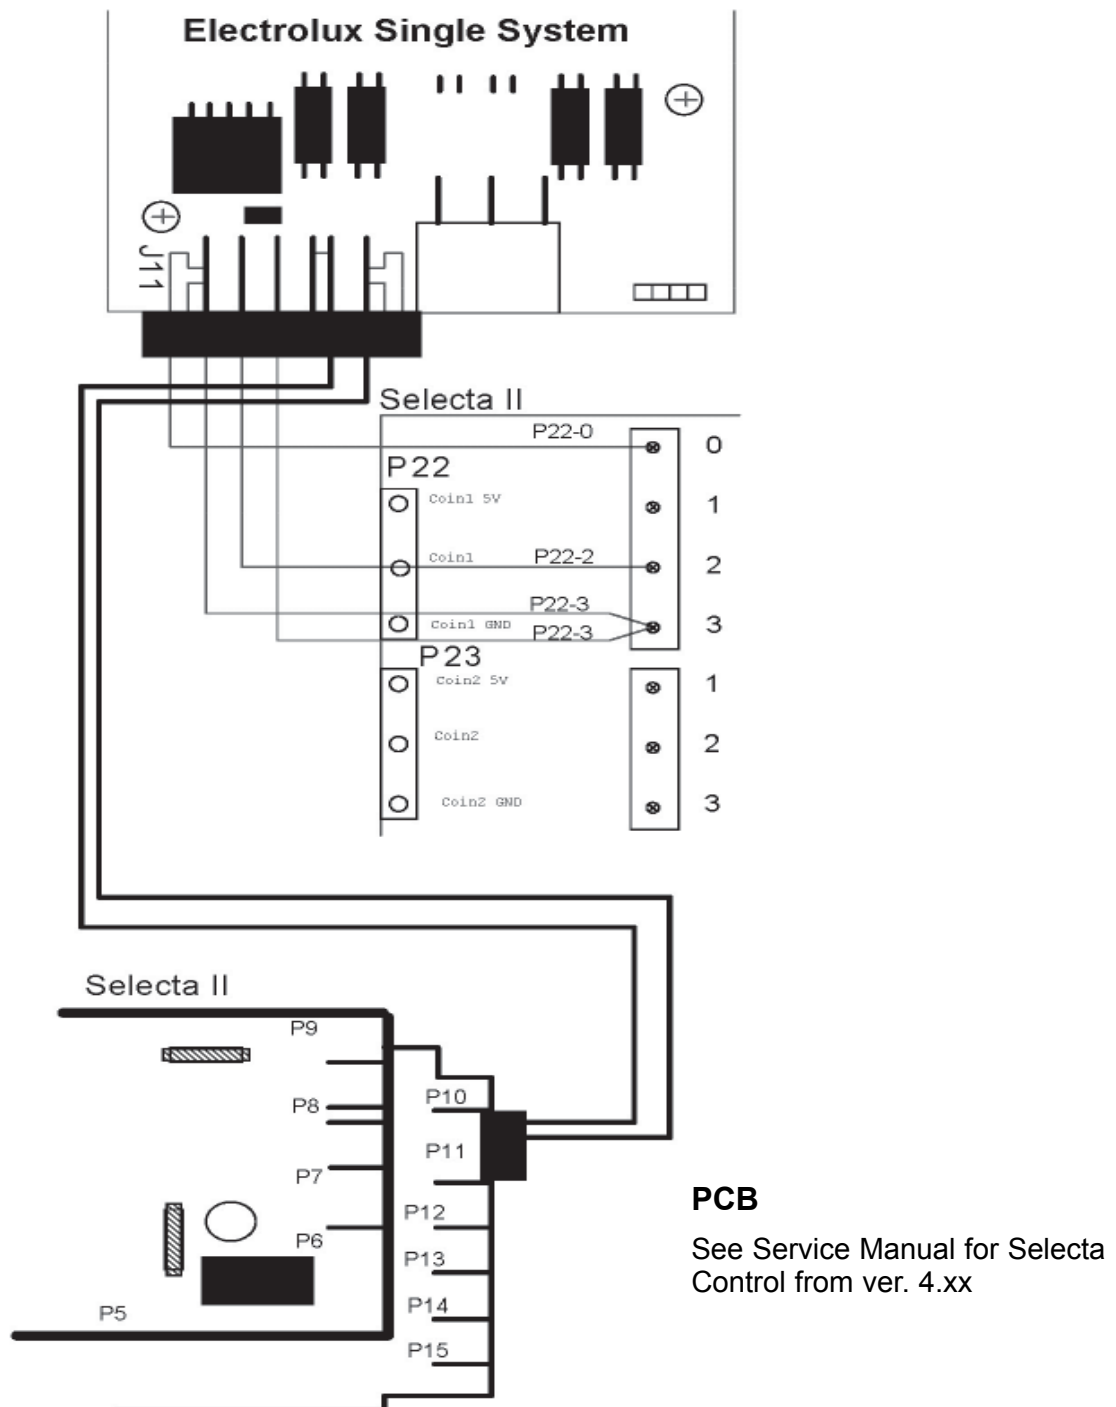 Electrolux Single System
J11
Selecta II
P22-0
0
P22
Coin1 5V
1
Coin1
P22-2
2
P22-3
Coin1 GND
P22-3
3
P23
Coin2 5V
1
Coin2
2
Coin2 GND
3
Selecta II
P9
P10
P8
P11
P7
P12
P6
P13
P14
P5
P15
PCB
See Service Manual for Selecta
Control from ver. 4.xx